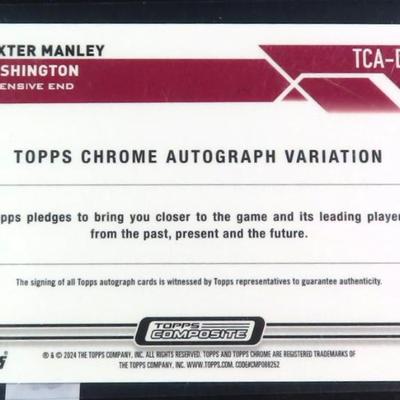 XTER MANLEY
SHINGTON
ENSIVE END
TCA-D
TOPPS CHROME AUTOGRAPH VARIATION
pps pledges to bring you closer to the game and its leading player
from the past, present and the future.
The signing of all Topps autograph cards is witnessed by Topps representatives to guarantee authenticity.
TOPPS
COMPOSITE
® & © 2024 THE TOPPS COMPANY, INC. ALL RIGHTS RESERVED. TOPPS AND TOPPS CHROME ARE REGISTERED TRADEMARKS OF
THE TOPPS COMPANY, INC. WWW.TOPPS.COM. CODE#CMP088252